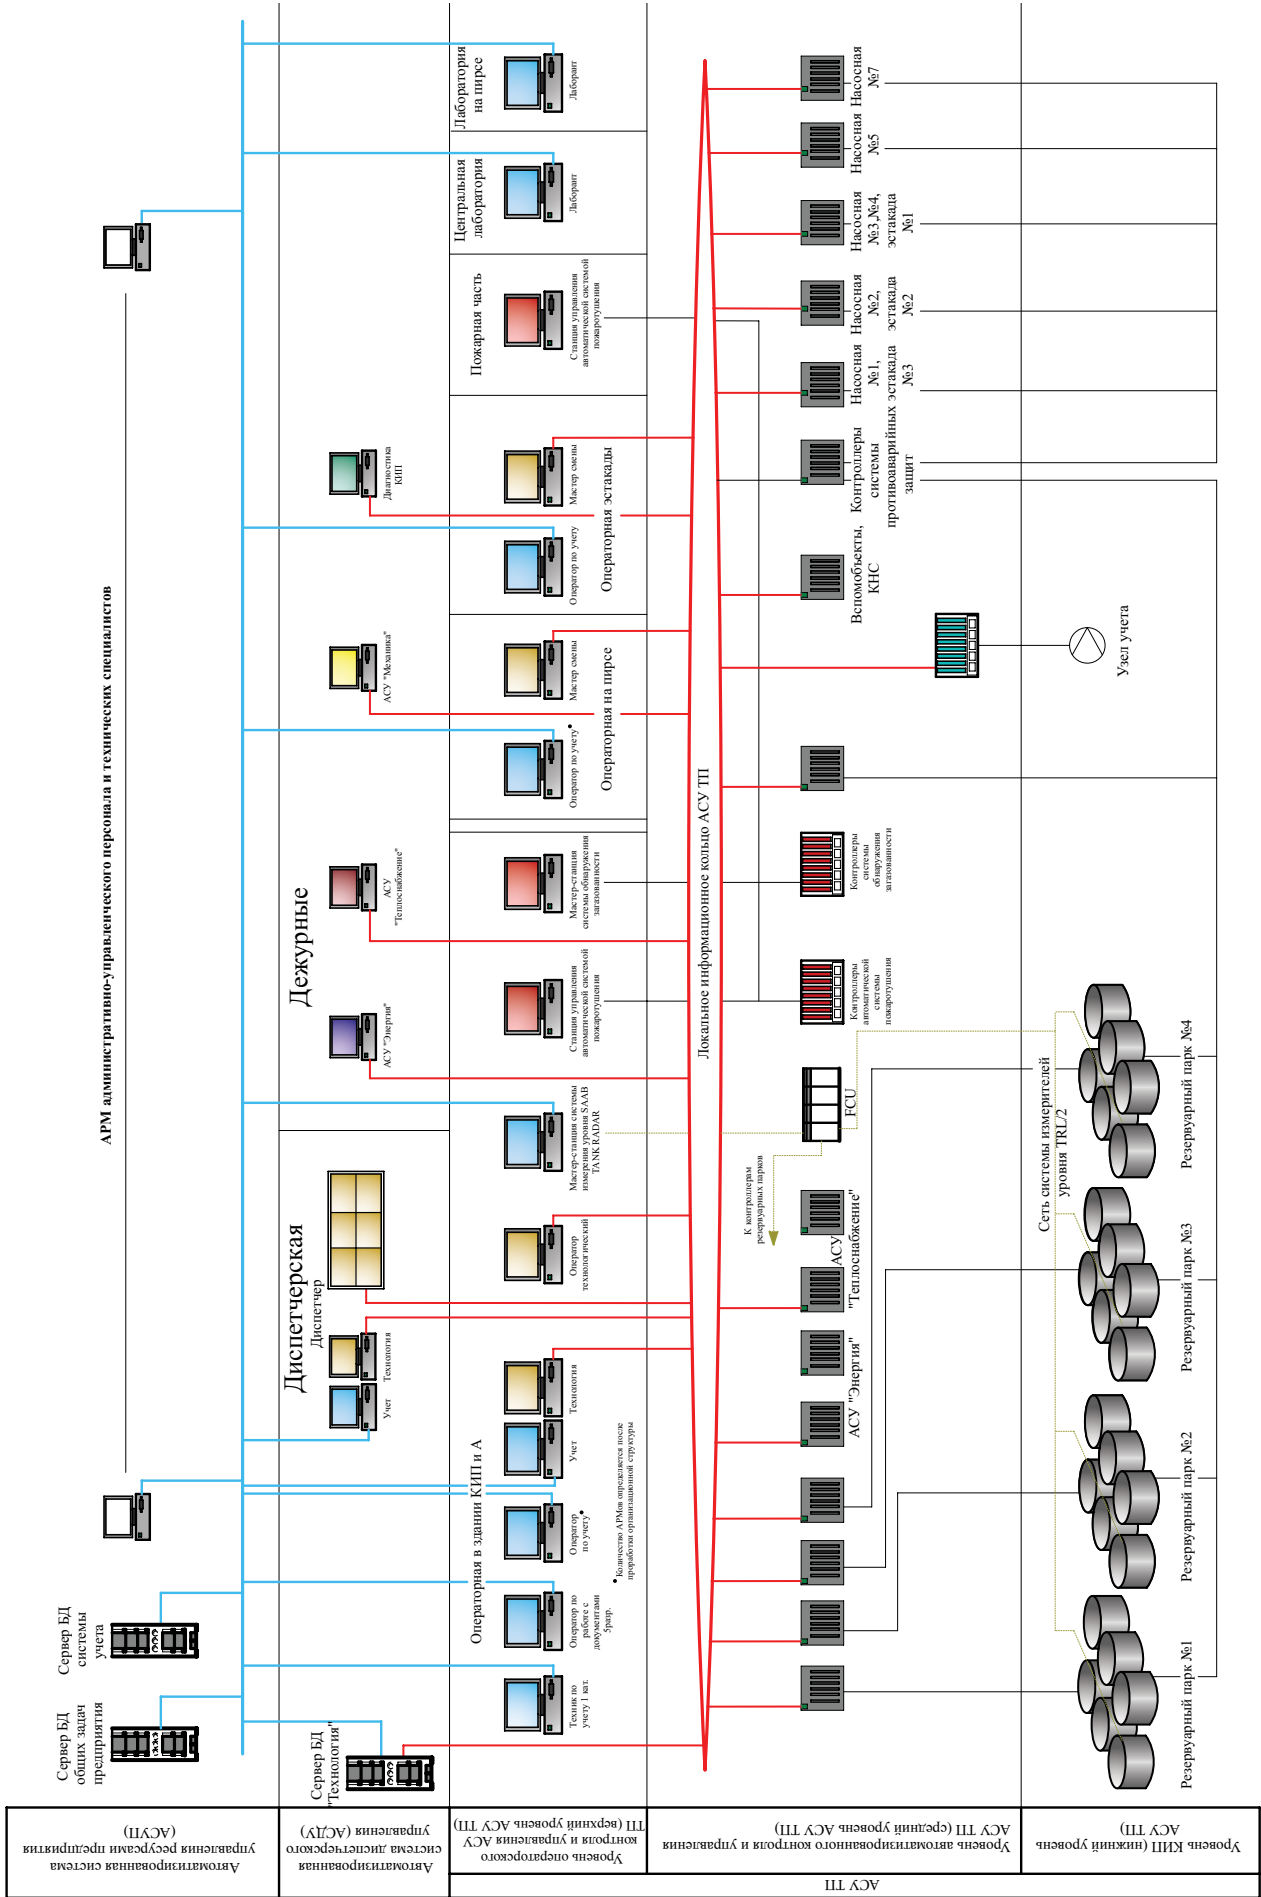 АРМ административно-управленческого персонала и технических специалистов
Сервер БД
общих задач
предприятия
Сервер БД
системы
учета
Сервер БД
"Технология"
Диспетчерская
Диспетчер
Учет
Технология
Дежурные
АСУ "Энергия"
АСУ
"Теплоснабжение"
АСУ "Механика"
Диагностика
КИП
Операторная в здании КИП и А
Техник по
учету 1 кат.
Оператор по
работе с
документами
5разр.
Оператор
по учету
Учет
Технология
Оператор
технологический
Мастер-станция системы
измерения уровня SAAB
TANK RADAR
Станция управления
автоматической системой
пожаротушения
Мастер-станция
системы обнаружения
загазованности
Оператор по учету
Мастер смены
Операторная на пирсе
Оператор по учету
Мастер смены
Операторная эстакады
Пожарная часть
Станция управления
автоматической системой
пожаротушения
Центральная
лаборатория
Лаборант
Лаборатория
на пирсе
Лаборант
Количество АРМов определяется после
проработки организационной структуры
Локальное информационное кольцо АСУ ТП
АСУ "Энергия"
АСУ
"Теплоснабжение"
К контроллерам
резервуарных парков
FCU
Контроллеры
автоматической
системы
пожаротушения
Контроллеры
системы
обнаружения
загазованности
Вспомобъекты,
КНС
Контроллеры
системы
противоаварийных
защит
Насосная
№1,
эстакада
№3
Насосная
№2,
эстакада
№2
Насосная
№3,№4,
эстакада
№1
Насосная
№5
Насосная
№7
Сеть системы измерителей
уровня TRL/2
Узел учета
Резервуарный парк №1
Резервуарный парк №2
Резервуарный парк №3
Резервуарный парк №4
Автоматизированная система
управления ресурсами предприятия
(АСУП)
Автоматизированная
система диспетчерского
управления (АСДУ)
Уровень операторского
контроля и управления АСУ
ТП (верхний уровень АСУ ТП)
Уровень автоматизированного контроля и управления
АСУ ТП (средний уровень АСУ ТП)
Уровень КИП (нижний уровень
АСУ ТП)
АСУ ТП